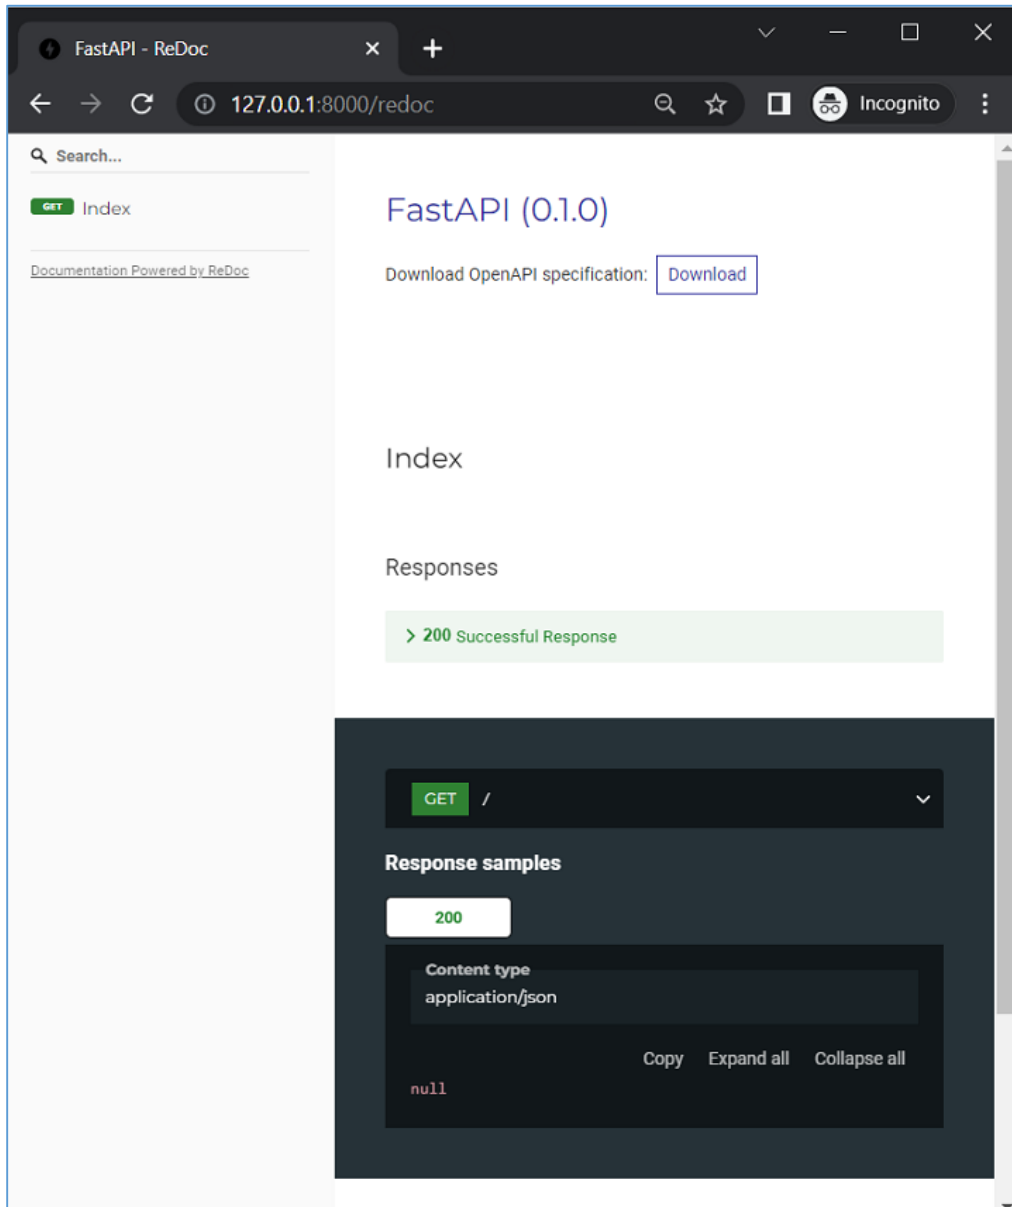 FastAPI - ReDoc
127.0.0.1:8000/redoc
Incognito
Search...
GET Index
Documentation Powered by ReDoc
FastAPI (0.1.0)
Download OpenAPI specification: Download
Index
Responses
200 Successful Response
GET /
Response samples
200
Content type
application/json
Copy Expand all Collapse all
null